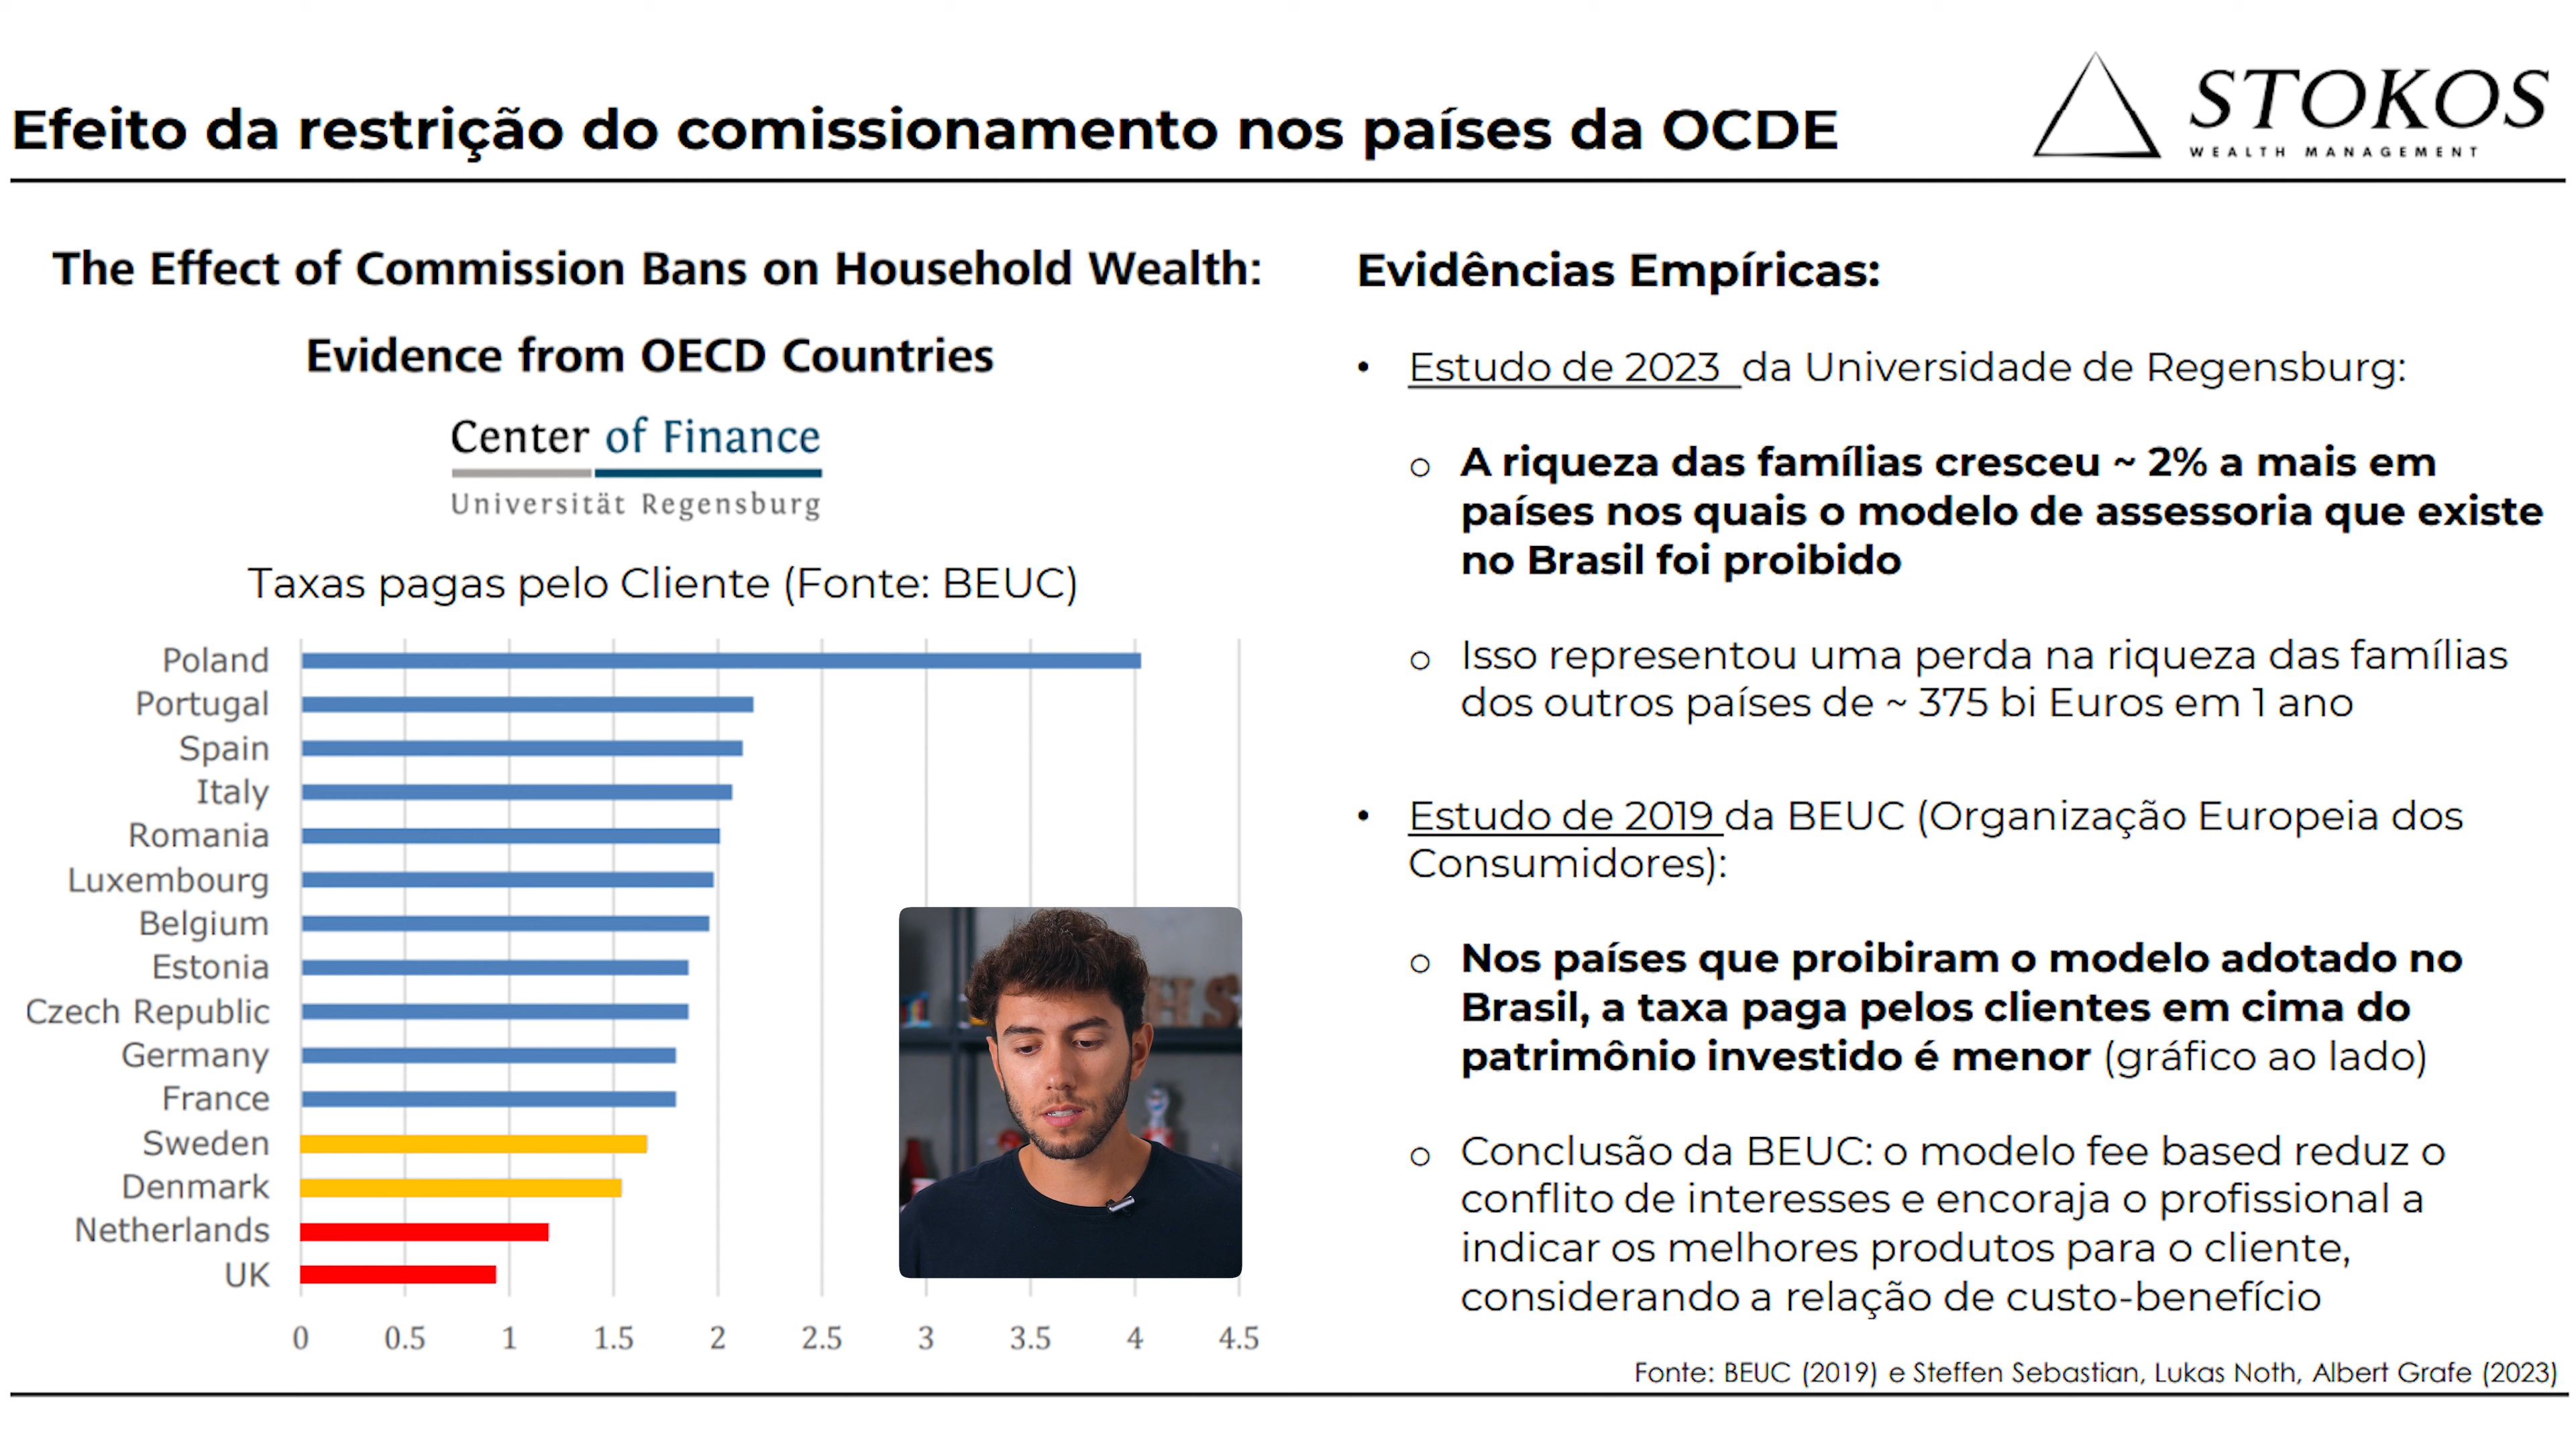 Efeito da restrição do comissionamento nos países da OCDE
STOKOS
WEALTH MANAGEMENT
The Effect of Commission Bans on Household Wealth:
Evidence from OECD Countries
Center of Finance
Universität Regensburg
Taxas pagas pelo Cliente (Fonte: BEUC)
Poland
Portugal
Spain
Italy
Romania
Luxembourg
Belgium
Estonia
Czech Republic
Germany
France
Sweden
Denmark
Netherlands
UK
0 0.5 1 1.5 2 2.5 3 3.5 4 4.5
Evidências Empíricas:
• Estudo de 2023 da Universidade de Regensburg:
o A riqueza das famílias cresceu ~ 2% a mais em
países nos quais o modelo de assessoria que existe
no Brasil foi proibido
o Isso representou uma perda na riqueza das famílias
dos outros países de ~ 375 bi Euros em 1 ano
• Estudo de 2019 da BEUC (Organização Europeia dos
Consumidores):
o Nos países que proibiram o modelo adotado no
Brasil, a taxa paga pelos clientes em cima do
patrimônio investido é menor (gráfico ao lado)
o Conclusão da BEUC: o modelo fee based reduz o
conflito de interesses e encoraja o profissional a
indicar os melhores produtos para o cliente,
considerando a relação de custo-benefício
Fonte: BEUC (2019) e Steffen Sebastian, Lukas Noth, Albert Grafe (2023)